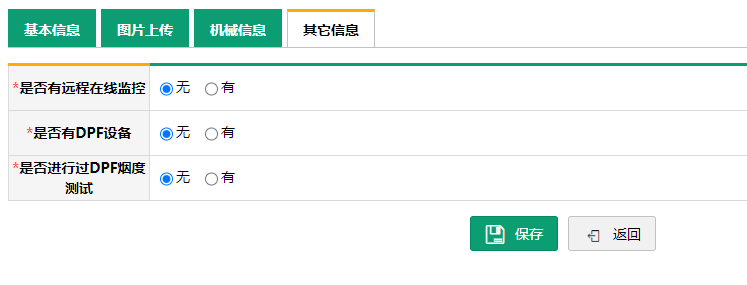 基本信息 图片上传 机械信息 其它信息
*是否有远程在线监控 无 有
*是否有DPF设备 无 有
*是否进行过DPF烟度
测试 无 有
保存 返回